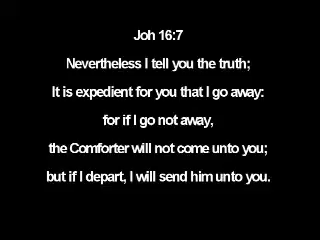 Joh 16:7
Nevertheless I tell you the truth;
It is expedient for you that I go away:
for if I go not away,
the Comforter will not come unto you;
but if I depart, I will send him unto you.